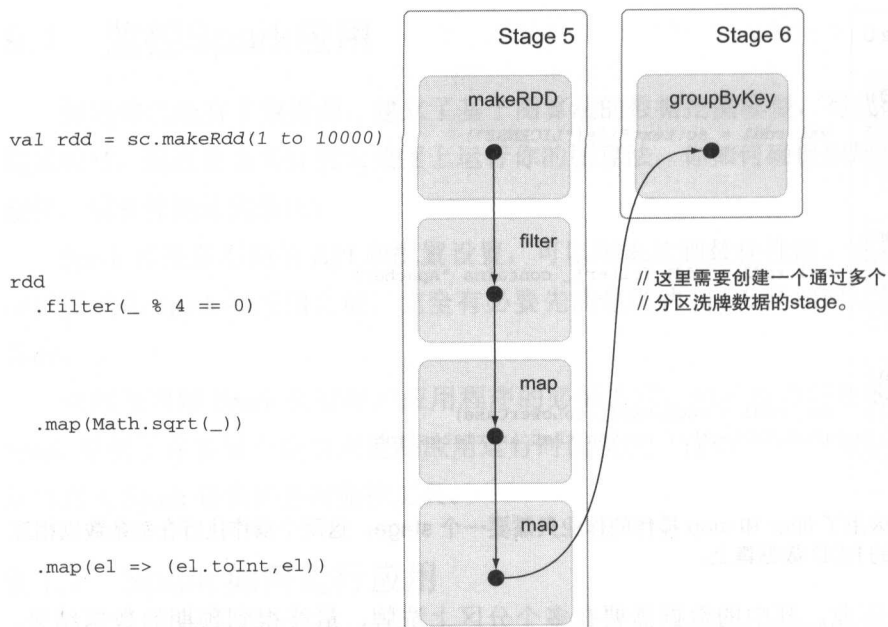 Stage 5
Stage 6
makeRDD
groupByKey
val rdd = sc.makeRdd(1 to 10000)
filter
rdd
.filter(_ % 4 == 0)
// 这里需要创建一个通过多个
// 分区洗牌数据的stage。
map
.map(Math.sqrt(_))
map
.map(el => (el.toInt,el))